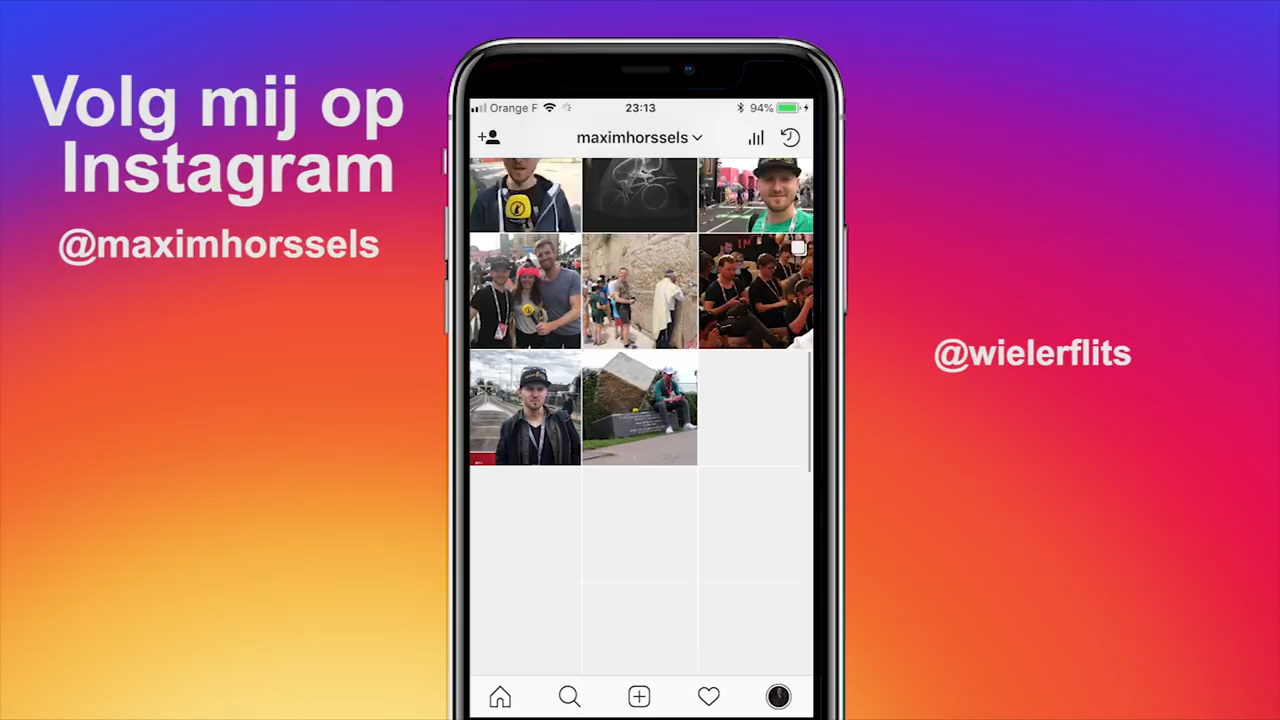 Volg mij op
Instagram
@maximhorssels
Orange F
23:13
94%
maximhorssels
@wielerflits